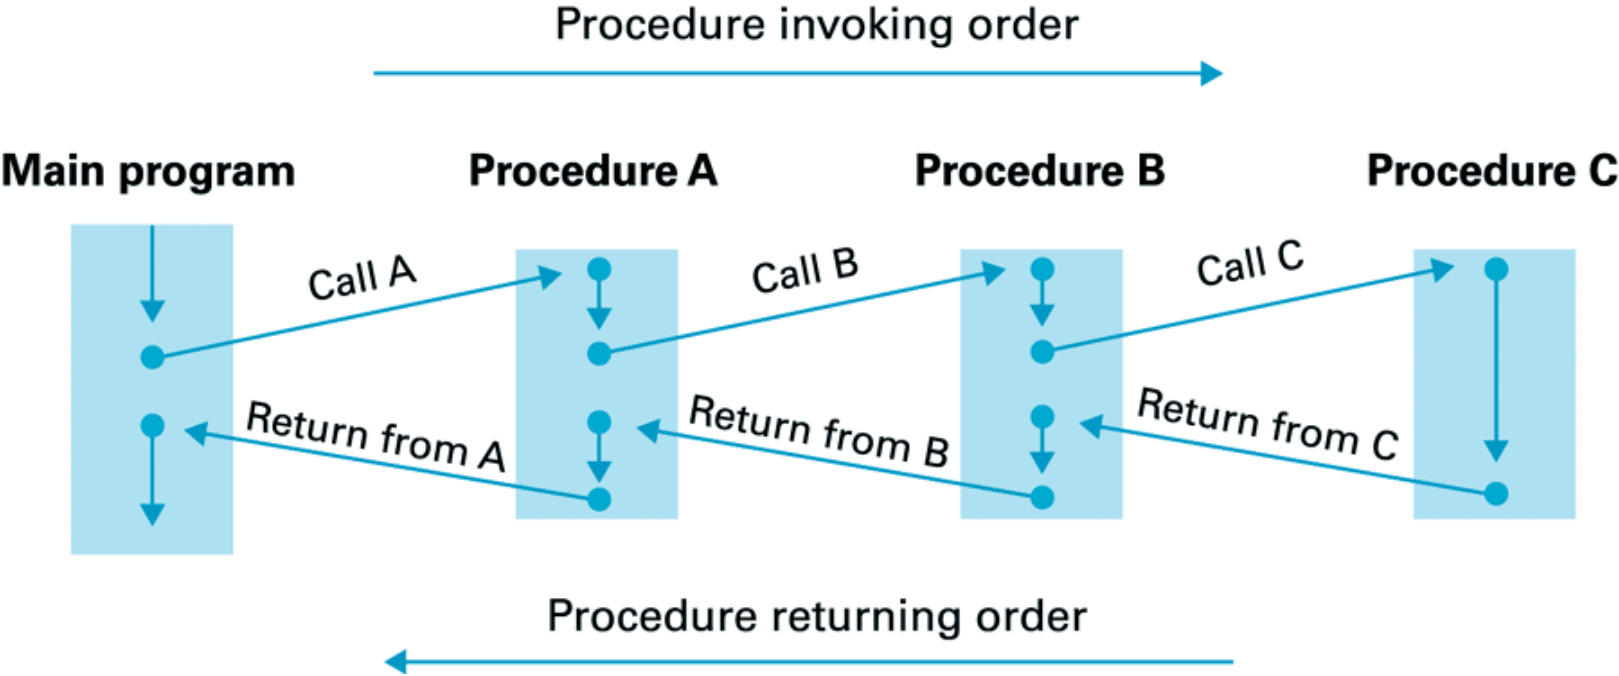 Procedure invoking order
Main program
Procedure A
Procedure B
Procedure C
Call A
Call B
Call C
Return from A
Return from B
Return from C
Procedure returning order